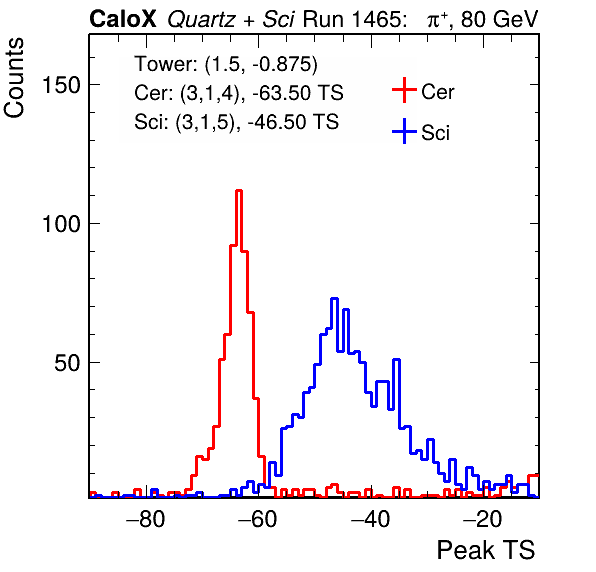 CaloX Quartz + Sci Run 1465: π⁺, 80 GeV
Counts
Tower: (1.5, -0.875)
Cer: (3,1,4), -63.50 TS
Sci: (3,1,5), -46.50 TS
Cer
Sci
150
100
50
−80 −60 −40 −20
Peak TS